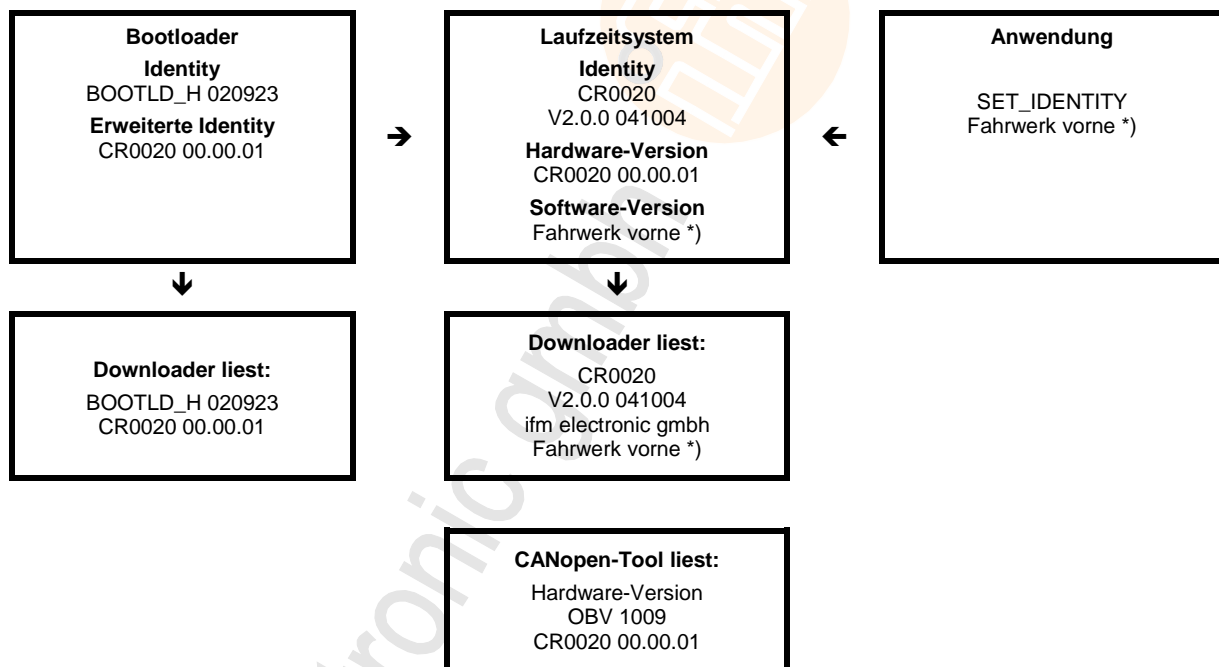 Bootloader
Identity
BOOTLD_H 020923
Erweiterte Identity
CR0020 00.00.01
➔
Laufzeitsystem
Identity
CR0020
V2.0.0 041004
Hardware-Version
CR0020 00.00.01
Software-Version
Fahrwerk vorne *)
🡸
Anwendung
SET_IDENTITY
Fahrwerk vorne *)
🡻
🡻
Downloader liest:
BOOTLD_H 020923
CR0020 00.00.01
Downloader liest:
CR0020
V2.0.0 041004
ifm electronic gmbh
Fahrwerk vorne *)
CANopen-Tool liest:
Hardware-Version
OBV 1009
CR0020 00.00.01
tronic gmbh